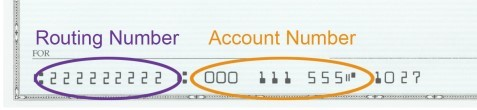 Routing Number Account Number
FOR
⑆222222222⑆ 000 111 555⑈ 1027